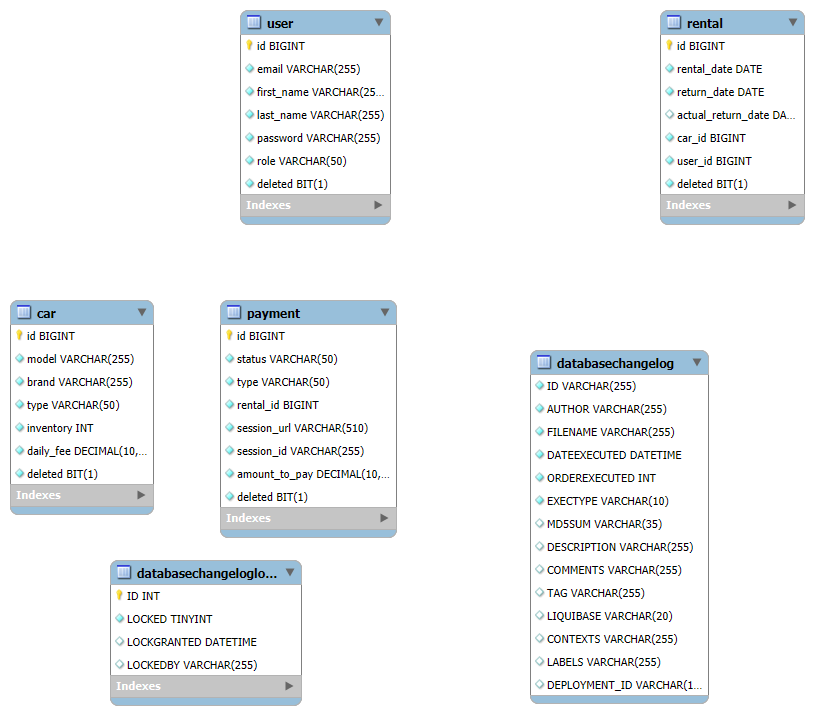 user
id BIGINT
email VARCHAR(255)
first_name VARCHAR(25...
last_name VARCHAR(255)
password VARCHAR(255)
role VARCHAR(50)
deleted BIT(1)
Indexes
rental
id BIGINT
rental_date DATE
return_date DATE
actual_return_date DA...
car_id BIGINT
user_id BIGINT
deleted BIT(1)
Indexes
car
id BIGINT
model VARCHAR(255)
brand VARCHAR(255)
type VARCHAR(50)
inventory INT
daily_fee DECIMAL(10,...
deleted BIT(1)
Indexes
payment
id BIGINT
status VARCHAR(50)
type VARCHAR(50)
rental_id BIGINT
session_url VARCHAR(510)
session_id VARCHAR(255)
amount_to_pay DECIMAL(10,...
deleted BIT(1)
Indexes
databasechangelog
ID VARCHAR(255)
AUTHOR VARCHAR(255)
FILENAME VARCHAR(255)
DATEEXECUTED DATETIME
ORDEREXECUTED INT
EXECTYPE VARCHAR(10)
MD5SUM VARCHAR(35)
DESCRIPTION VARCHAR(255)
COMMENTS VARCHAR(255)
TAG VARCHAR(255)
LIQUIBASE VARCHAR(20)
CONTEXTS VARCHAR(255)
LABELS VARCHAR(255)
DEPLOYMENT_ID VARCHAR(1...
databasechangeloglo...
ID INT
LOCKED TINYINT
LOCKGRANTED DATETIME
LOCKEDBY VARCHAR(255)
Indexes